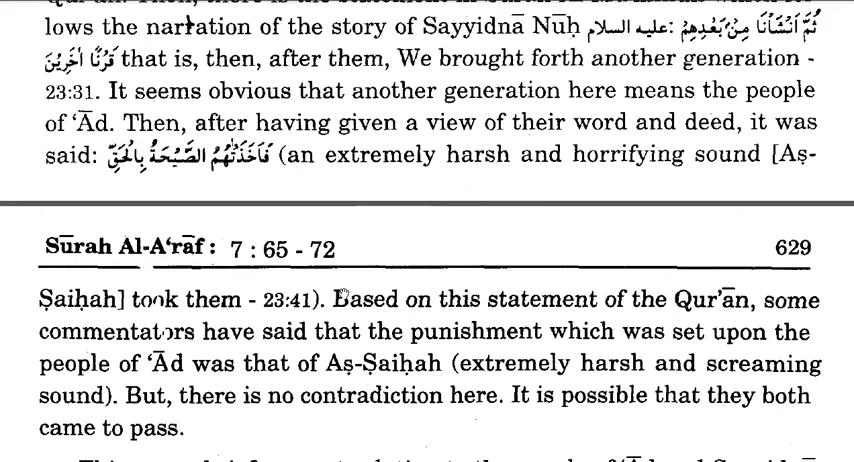 lows the narration of the story of Sayyidnā Nūḥ عليه السلام: ثُمَّ أَنشَأْنَا مِنْ بَعْدِهِمْ
قَرْنًا آخَرِينَ that is, then, after them, We brought forth another generation -
23:31. It seems obvious that another generation here means the people
of ‘Ād. Then, after having given a view of their word and deed, it was
said: فَأَخَذَتْهُمُ الصَّيْحَةُ بِالْحَقِّ (an extremely harsh and horrifying sound [Aṣ-
Sūrah Al-A‘rāf : 7 : 65 - 72 629
Ṣaiḥah] took them - 23:41). Based on this statement of the Qur’ān, some
commentators have said that the punishment which was set upon the
people of ‘Ād was that of Aṣ-Ṣaiḥah (extremely harsh and screaming
sound). But, there is no contradiction here. It is possible that they both
came to pass.